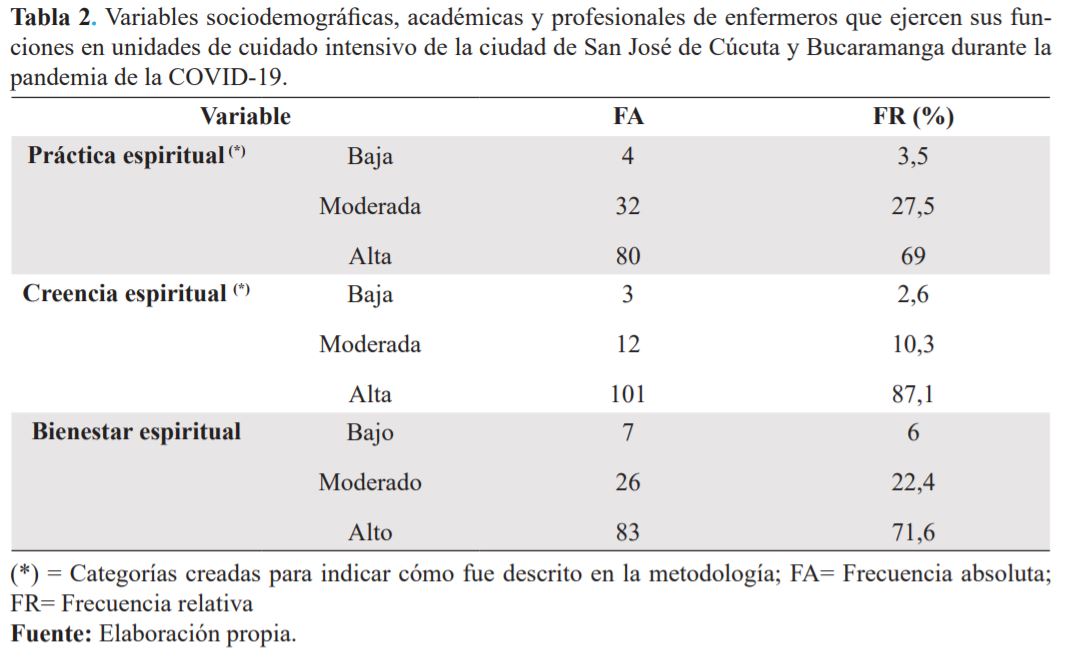 Tabla 2. Variables sociodemográficas, académicas y profesionales de enfermeros que ejercen sus fun-
ciones en unidades de cuidado intensivo de la ciudad de San José de Cúcuta y Bucaramanga durante la
pandemia de la COVID-19.
Variable FA FR (%)
Práctica espiritual (*) Baja 4 3,5
Moderada 32 27,5
Alta 80 69
Creencia espiritual (*) Baja 3 2,6
Moderada 12 10,3
Alta 101 87,1
Bienestar espiritual Bajo 7 6
Moderado 26 22,4
Alto 83 71,6
(*) = Categorías creadas para indicar cómo fue descrito en la metodología; FA= Frecuencia absoluta;
FR= Frecuencia relativa
Fuente: Elaboración propia.